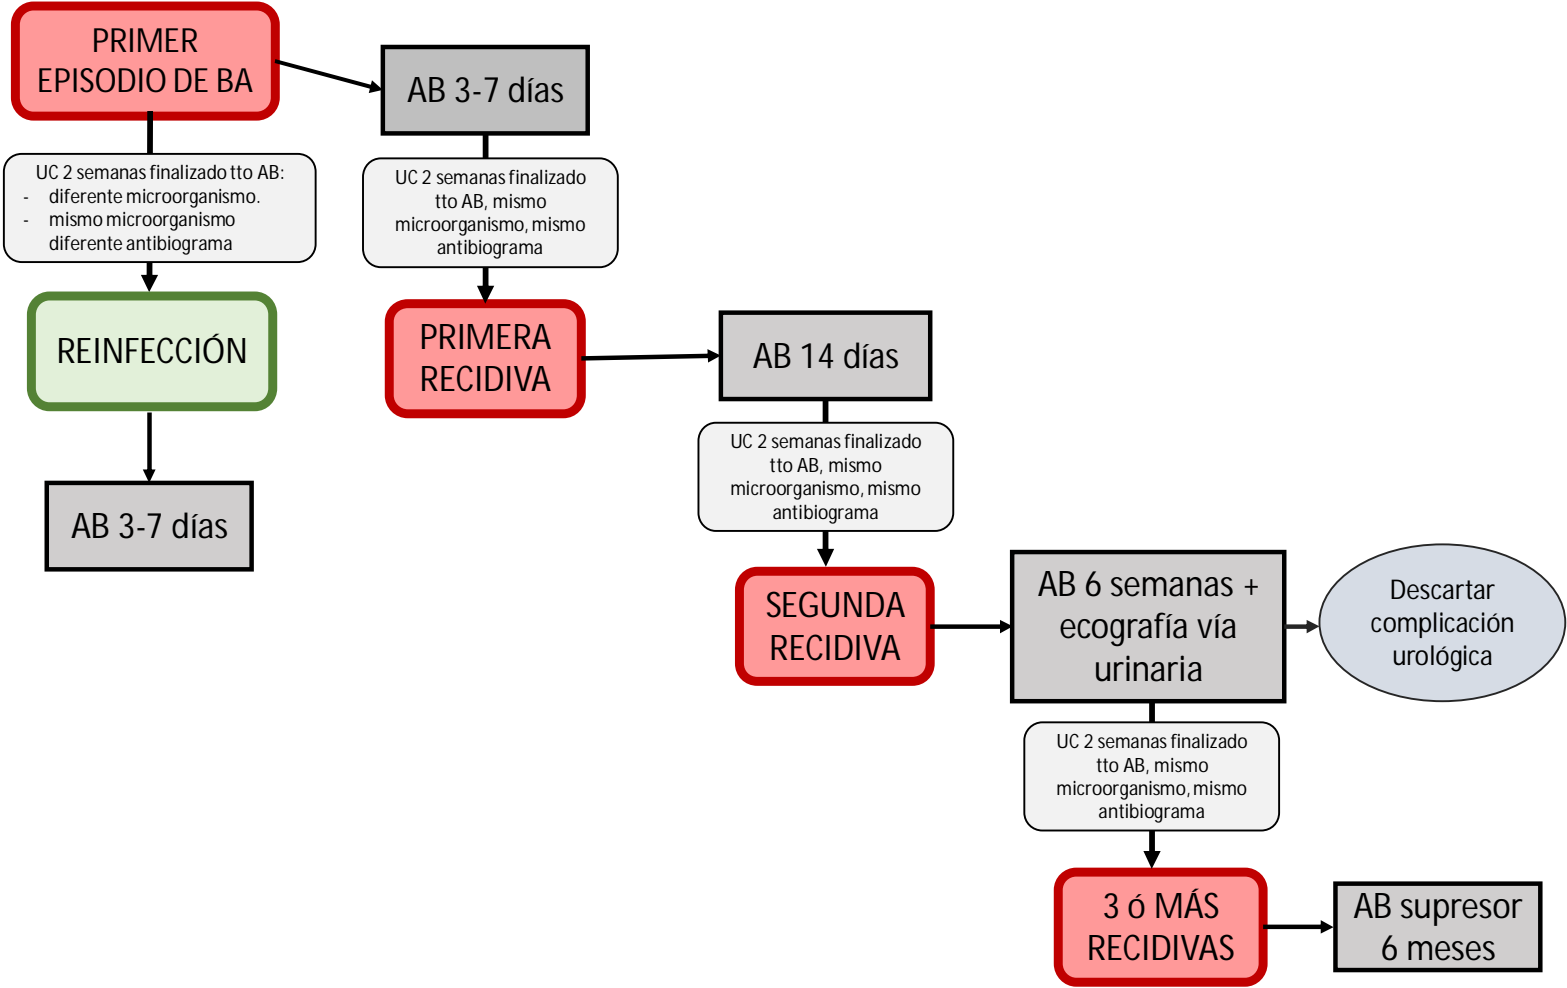 PRIMER
EPISODIO DE BA
AB 3-7 días
UC 2 semanas finalizado tto AB:
- diferente microorganismo.
- mismo microorganismo
diferente antibiograma
UC 2 semanas finalizado
tto AB, mismo
microorganismo, mismo
antibiograma
REINFECCIÓN
PRIMERA
RECIDIVA
AB 14 días
AB 3-7 días
UC 2 semanas finalizado
tto AB, mismo
microorganismo, mismo
antibiograma
SEGUNDA
RECIDIVA
AB 6 semanas +
ecografía vía
urinaria
Descartar
complicación
urológica
UC 2 semanas finalizado
tto AB, mismo
microorganismo, mismo
antibiograma
3 ó MÁS
RECIDIVAS
AB supresor
6 meses